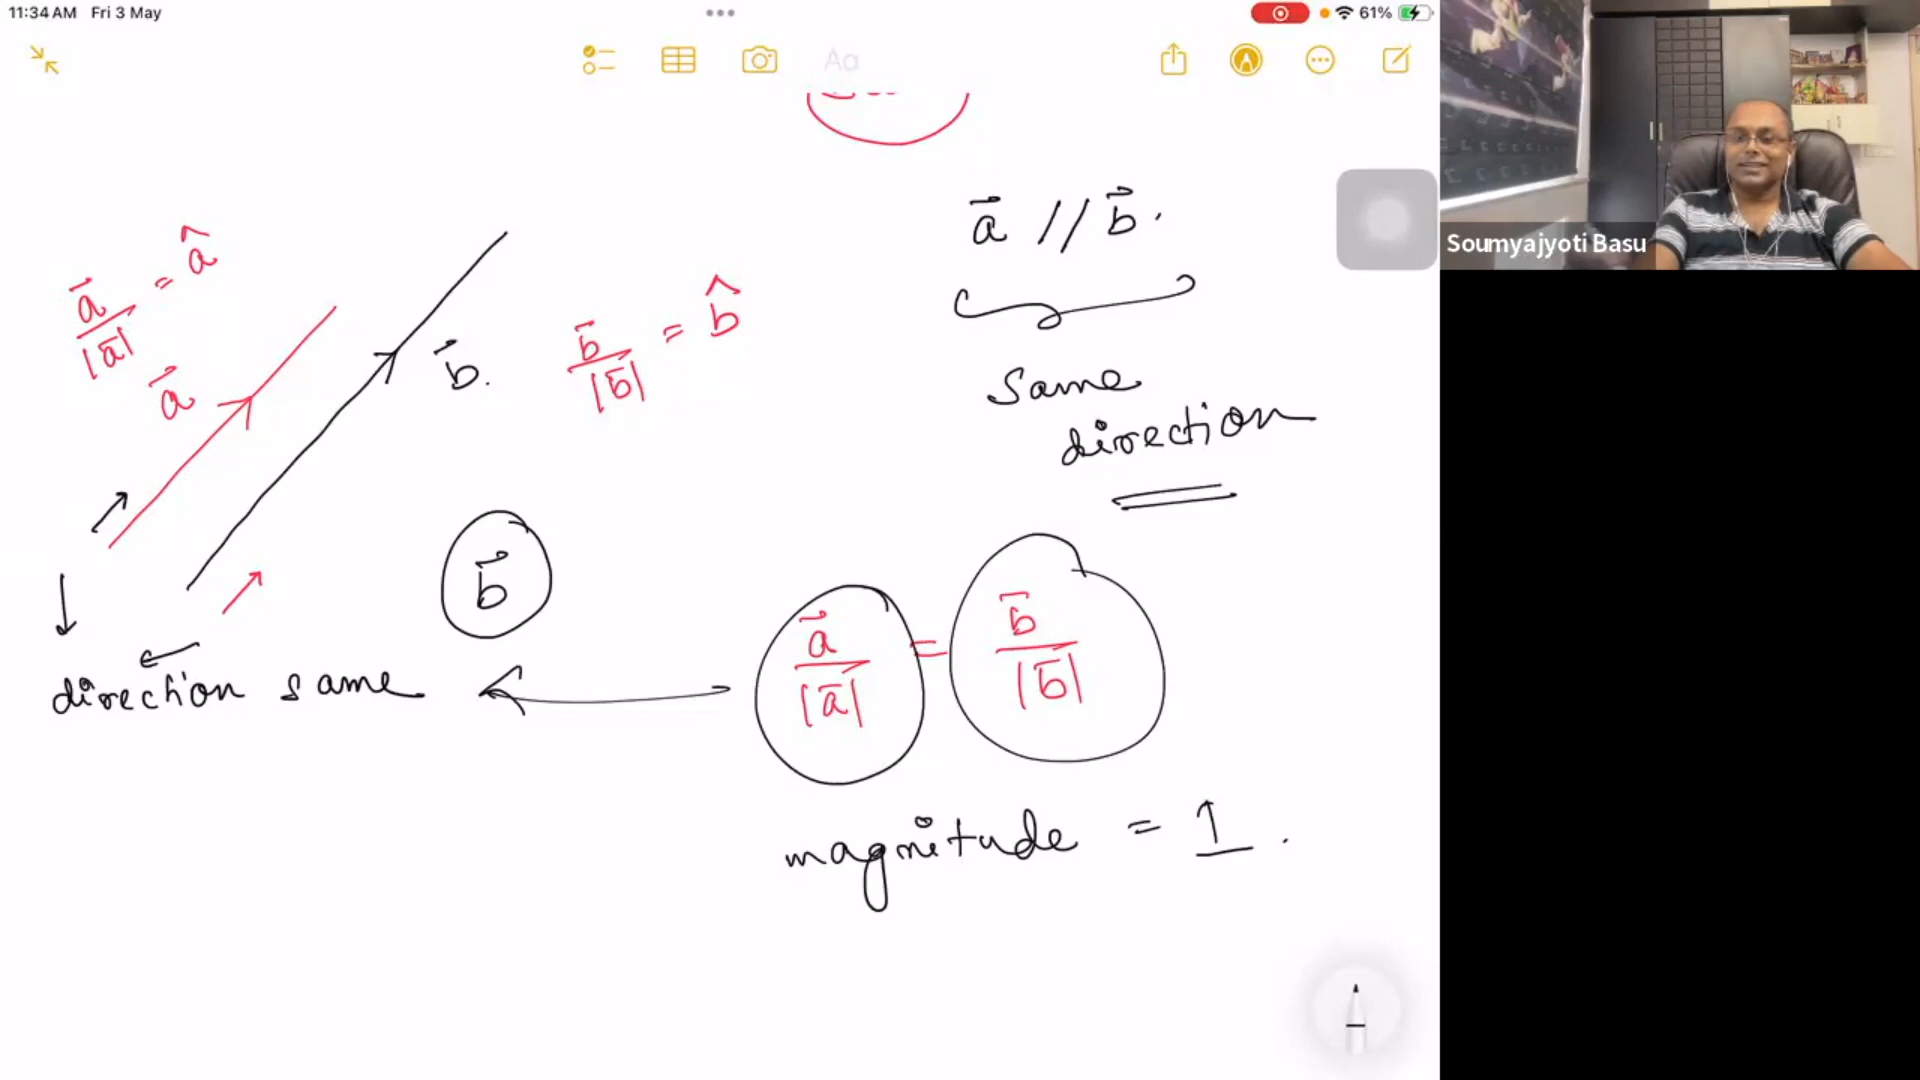 11:34 AM Fri 3 May
61%
Aa
Soumyajyoti Basu
a⃗ // b⃗.
a⃗/|a⃗| = â
a⃗
b⃗.
b⃗/|b⃗| = b̂
Same
direction
b⃗
a⃗/|a⃗| = b⃗/|b⃗|
direction same
magnitude = 1.